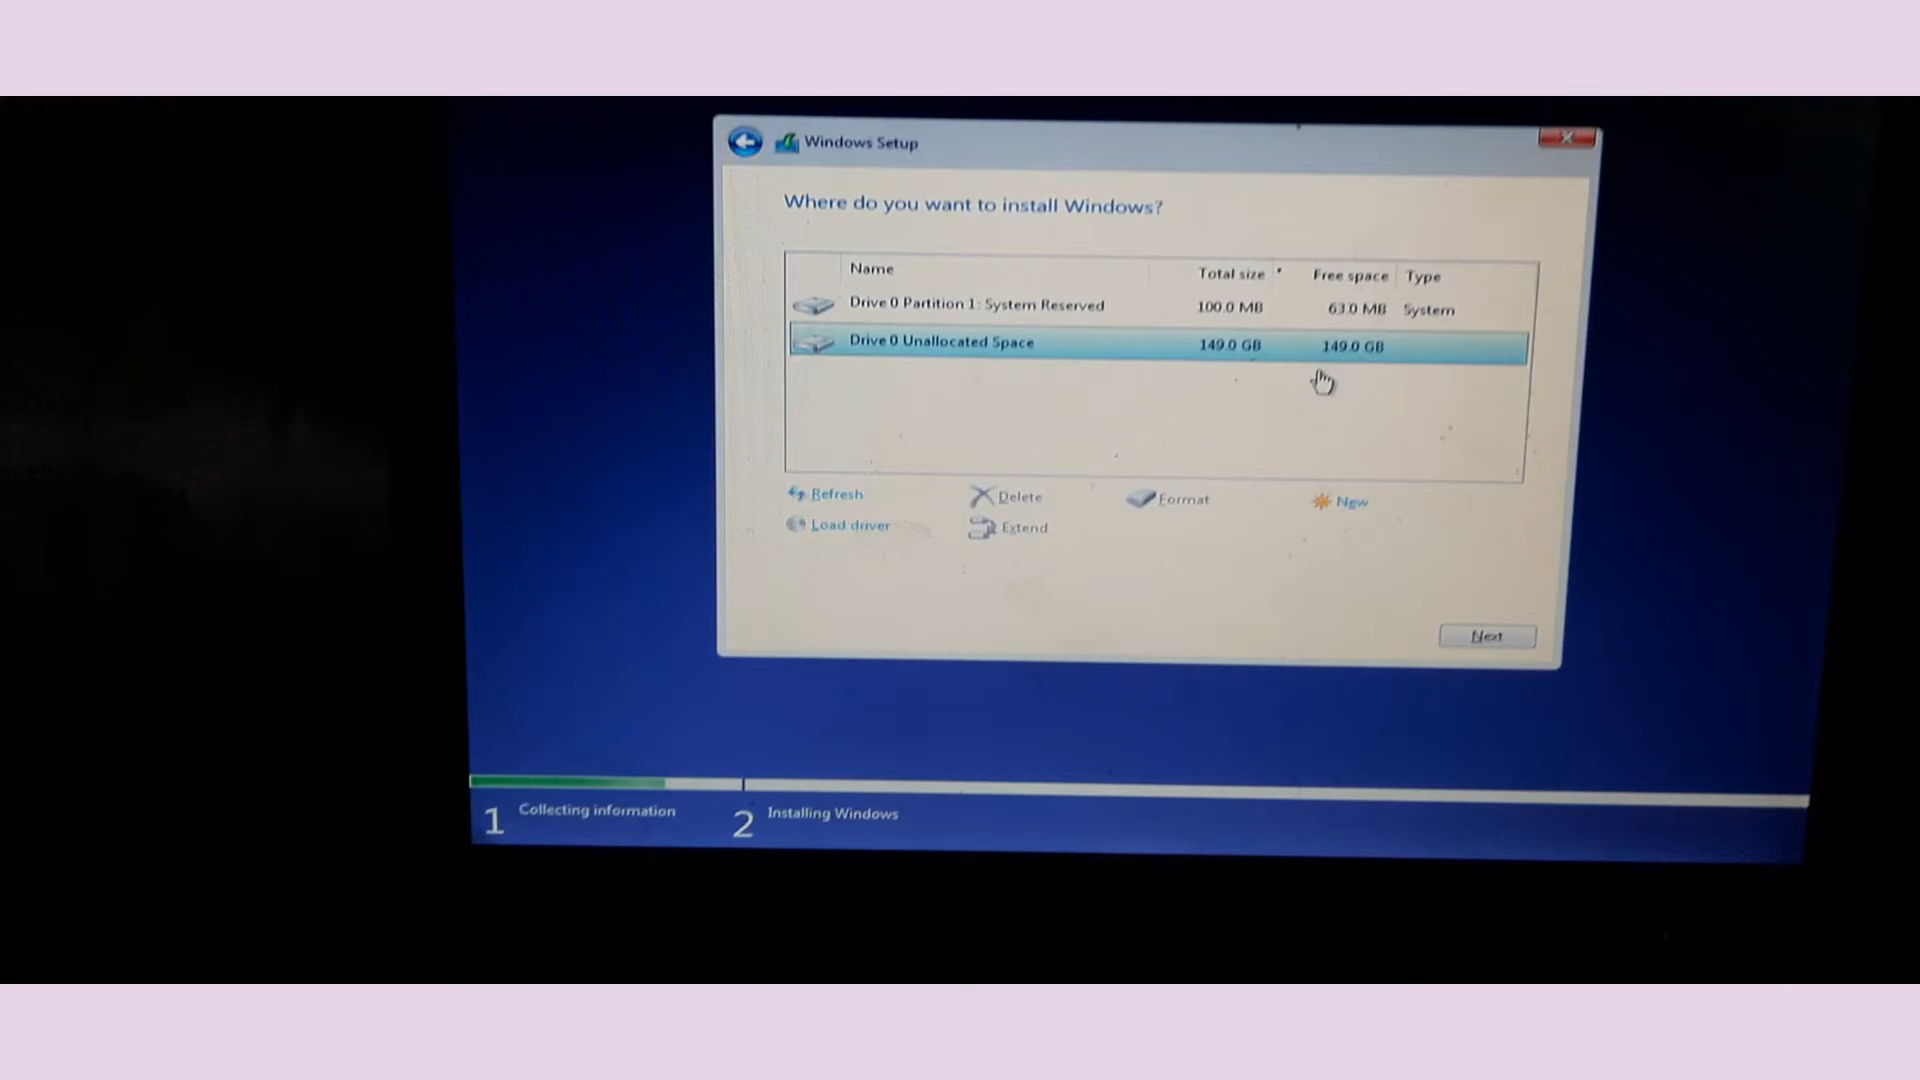 Windows Setup
Where do you want to install Windows?
Name Total size Free space Type
Drive 0 Partition 1: System Reserved 100.0 MB 63.0 MB System
Drive 0 Unallocated Space 149.0 GB 149.0 GB
Refresh Delete Format New
Load driver Extend
Next
1 Collecting information 2 Installing Windows